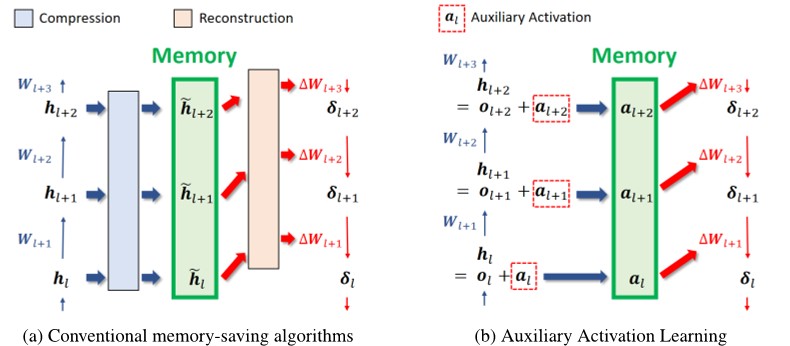 Compression
Reconstruction
Memory
W_{l+3}
h_{l+2}
h̃_{l+2}
ΔW_{l+3}
δ_{l+2}
W_{l+2}
ΔW_{l+2}
h_{l+1}
h̃_{l+1}
δ_{l+1}
W_{l+1}
ΔW_{l+1}
h_l
h̃_l
δ_l
(a) Conventional memory-saving algorithms
a_l Auxiliary Activation
Memory
W_{l+3}
h_{l+2}
= o_{l+2} + a_{l+2}
a_{l+2}
ΔW_{l+3}
δ_{l+2}
W_{l+2}
ΔW_{l+2}
h_{l+1}
= o_{l+1} + a_{l+1}
a_{l+1}
δ_{l+1}
W_{l+1}
ΔW_{l+1}
h_l
= o_l + a_l
a_l
δ_l
(b) Auxiliary Activation Learning